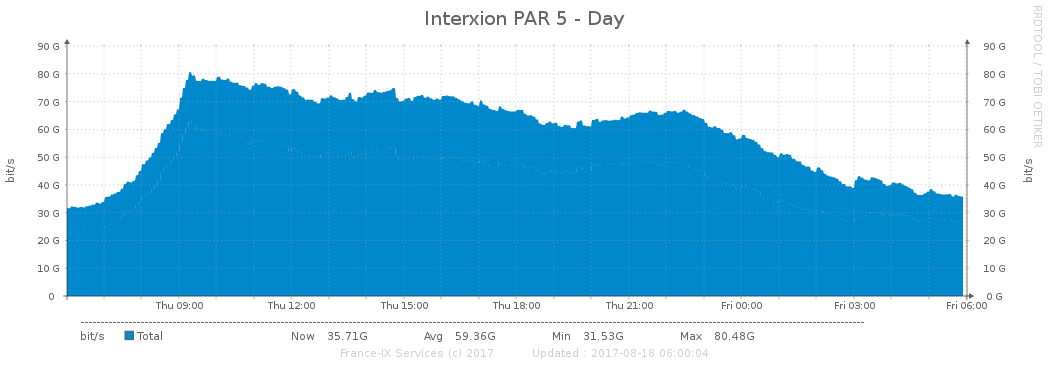 Interxion PAR 5 - Day
RRDTOOL / TOBI OETIKER
bit/s
90 G
80 G
70 G
60 G
50 G
40 G
30 G
20 G
10 G
0
90 G
80 G
70 G
60 G
50 G
40 G
30 G
20 G
10 G
0 G
bit/s
Thu 09:00 Thu 12:00 Thu 15:00 Thu 18:00 Thu 21:00 Fri 00:00 Fri 03:00 Fri 06:00
bit/s Total Now 35.71G Avg 59.36G Min 31.53G Max 80.48G
France-IX Services (c) 2017 Updated : 2017-08-18 06:00:04